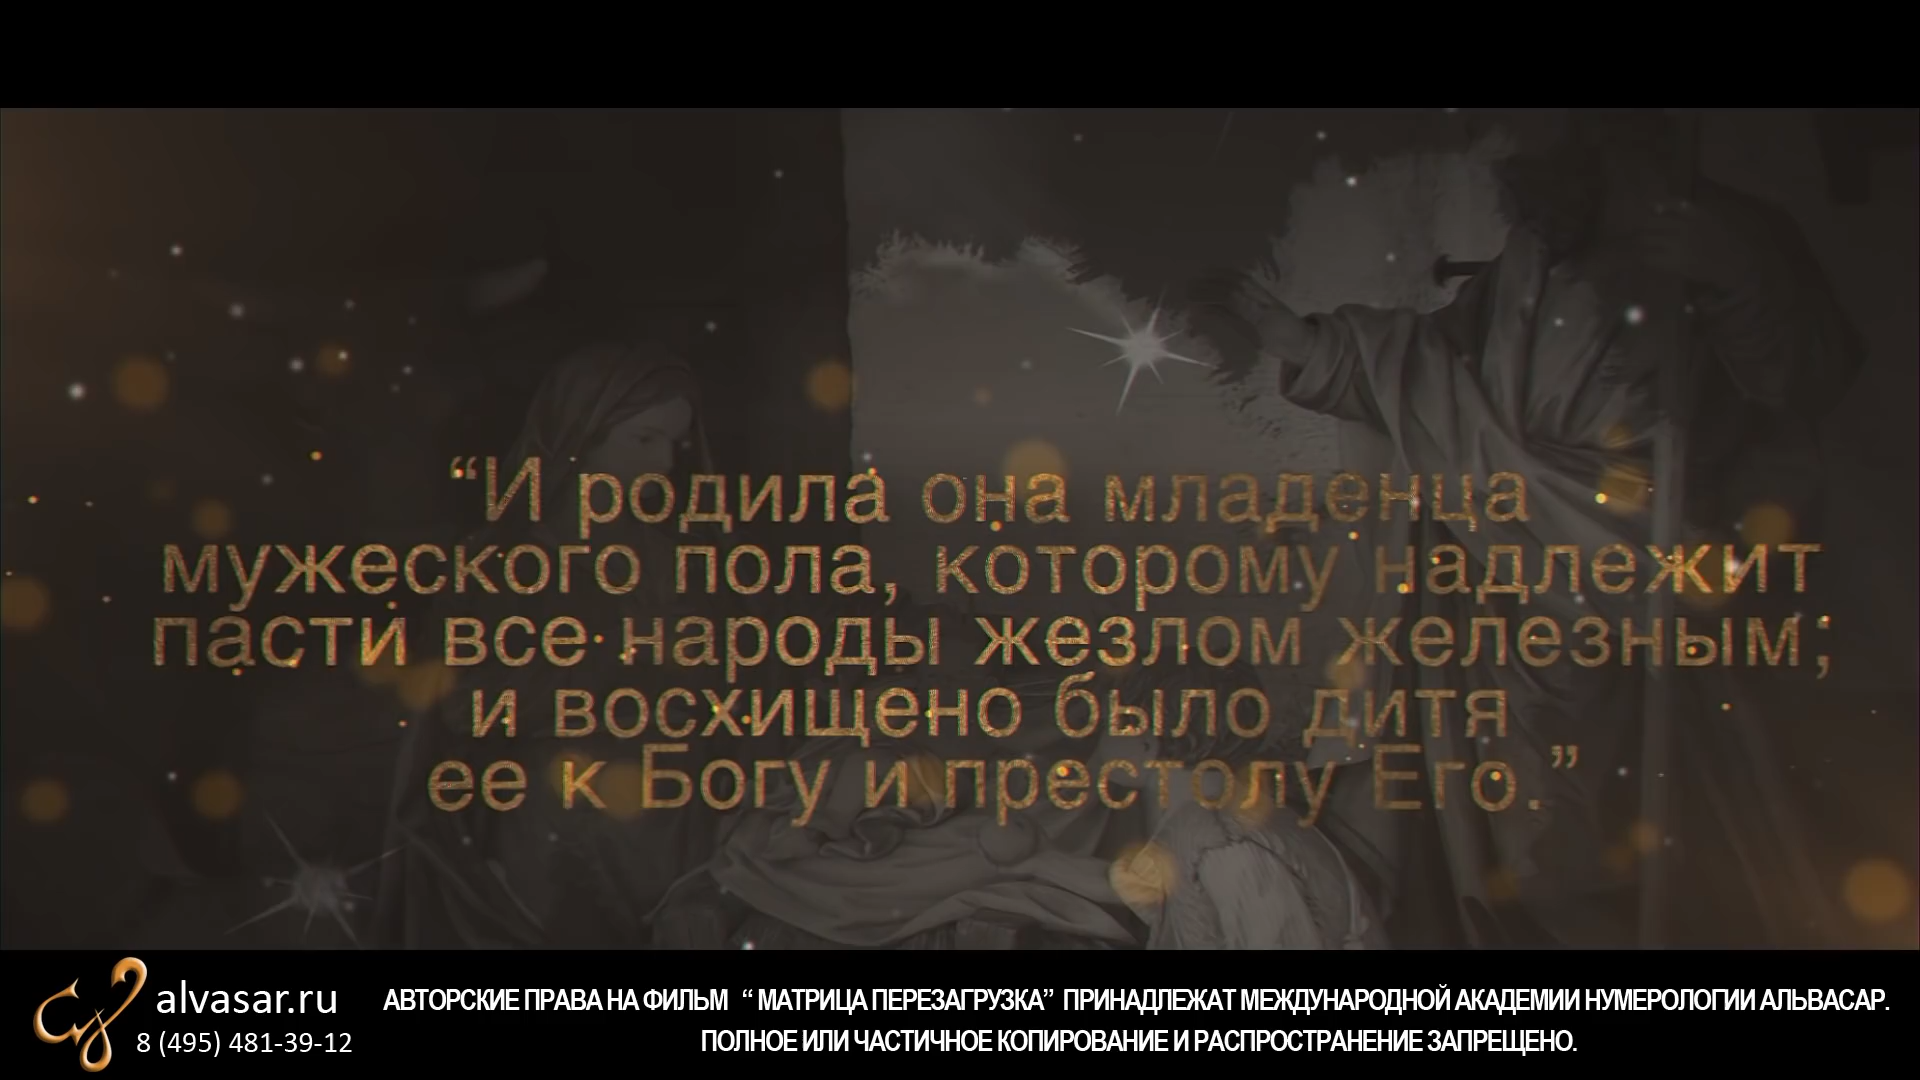 “И родила она младенца
мужеского пола, которому надлежит
пасти все народы жезлом железным;
и восхищено было дитя
ее к Богу и престолу Его.”
alvasar.ru
8 (495) 481-39-12
АВТОРСКИЕ ПРАВА НА ФИЛЬМ “ МАТРИЦА ПЕРЕЗАГРУЗКА” ПРИНАДЛЕЖАТ МЕЖДУНАРОДНОЙ АКАДЕМИИ НУМЕРОЛОГИИ АЛЬВАСАР.
ПОЛНОЕ ИЛИ ЧАСТИЧНОЕ КОПИРОВАНИЕ И РАСПРОСТРАНЕНИЕ ЗАПРЕЩЕНО.